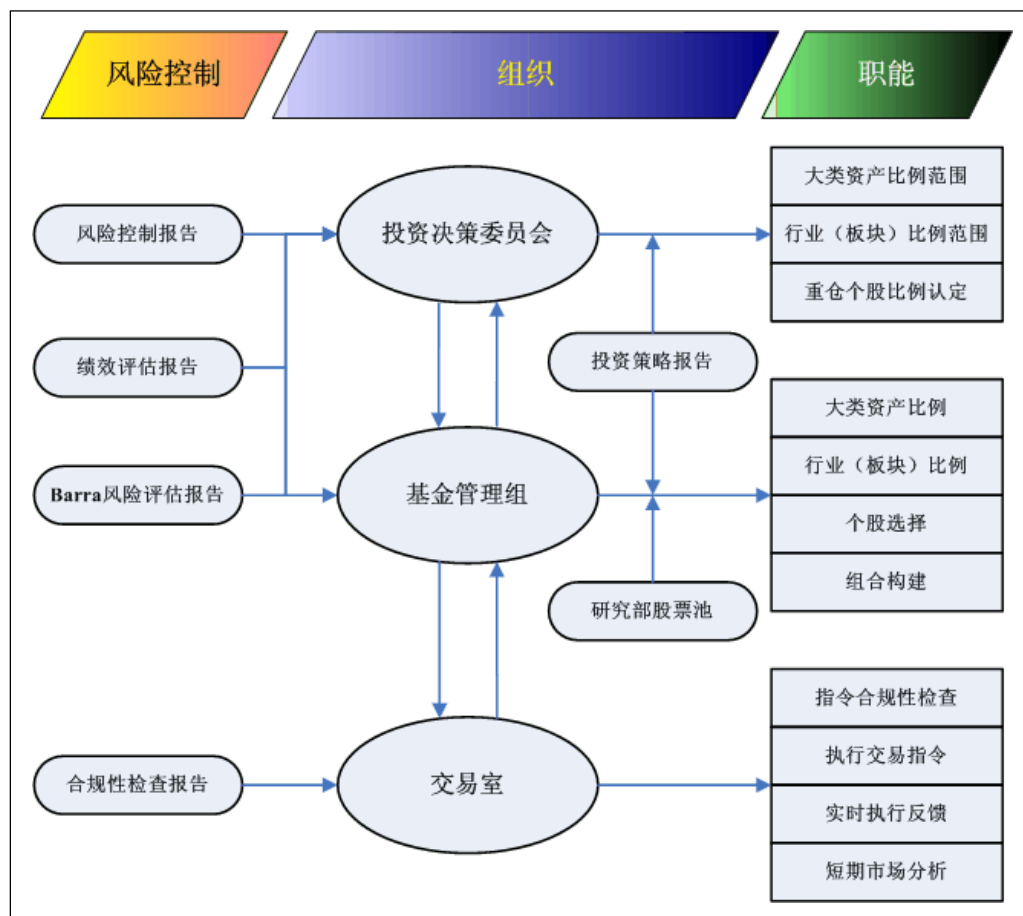 风险控制
组织
职能
大类资产比例范围
风险控制报告
投资决策委员会
行业（板块）比例范围
重仓个股比例认定
绩效评估报告
投资策略报告
大类资产比例
行业（板块）比例
Barra风险评估报告
基金管理组
个股选择
组合构建
研究部股票池
指令合规性检查
执行交易指令
合规性检查报告
交易室
实时执行反馈
短期市场分析